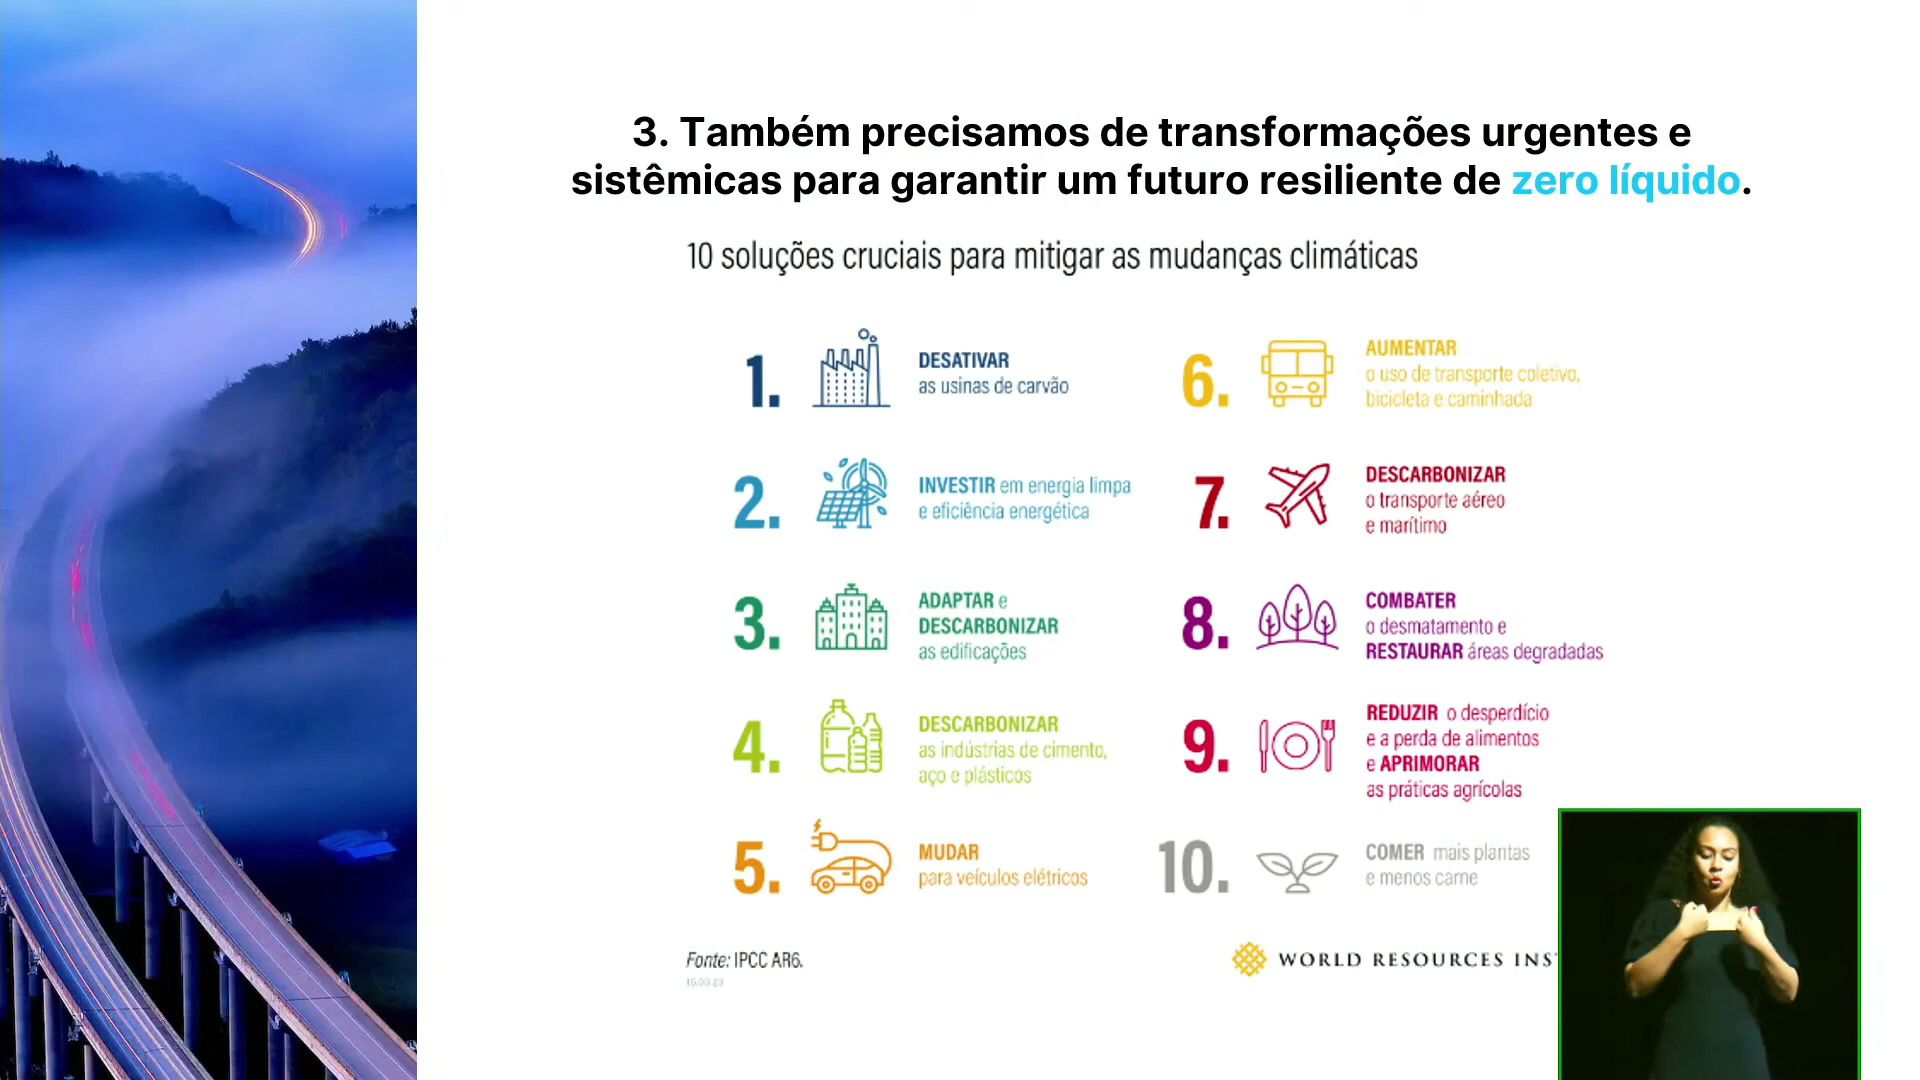 3. Também precisamos de transformações urgentes e
sistêmicas para garantir um futuro resiliente de zero líquido.
10 soluções cruciais para mitigar as mudanças climáticas
1.
DESATIVAR
as usinas de carvão
2.
INVESTIR em energia limpa
e eficiência energética
3.
ADAPTAR e
DESCARBONIZAR
as edificações
4.
DESCARBONIZAR
as indústrias de cimento,
aço e plásticos
5.
MUDAR
para veículos elétricos
6.
AUMENTAR
o uso de transporte coletivo,
bicicleta e caminhada
7.
DESCARBONIZAR
o transporte aéreo
e marítimo
8.
COMBATER
o desmatamento e
RESTAURAR áreas degradadas
9.
REDUZIR o desperdício
e a perda de alimentos
e APRIMORAR
as práticas agrícolas
10.
COMER mais plantas
e menos carne
Fonte: IPCC AR6.
WORLD RESOURCES INS